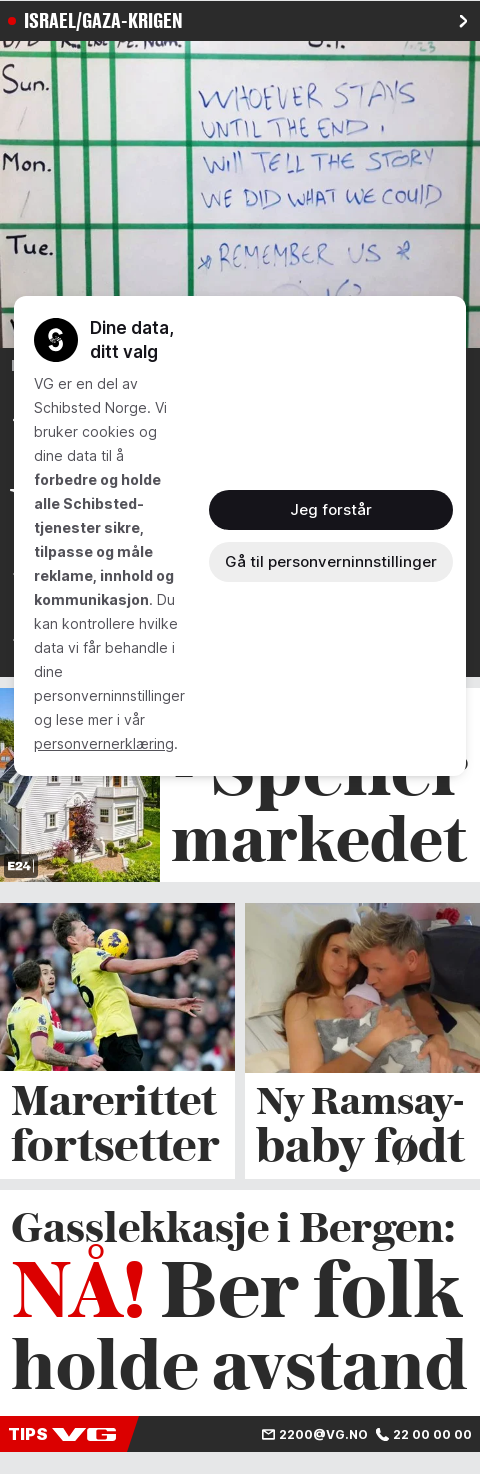 ISRAEL/GAZA-KRIGEN
Sun.
WHOEVER STAYS
UNTIL THE END,
Mon.
Will TELL THE STORY
WE DID WHAT WE COULD
Tue.
REMEMBER US
Dine data,
ditt valg
VG er en del av
Schibsted Norge. Vi
bruker cookies og
dine data til å
forbedre og holde
alle Schibsted-
tjenester sikre,
tilpasse og måle
reklame, innhold og
kommunikasjon. Du
kan kontrollere hvilke
data vi får behandle i
dine
personverninnstillinger
og lese mer i vår
personvernerklæring.
Jeg forstår
Gå til personverninnstillinger
markedet
E24
Marerittet
fortsetter
Ny Ramsay-
baby født
Gasslekkasje i Bergen:
NÅ! Ber folk
holde avstand
TIPS VG
2200@VG.NO 22 00 00 00